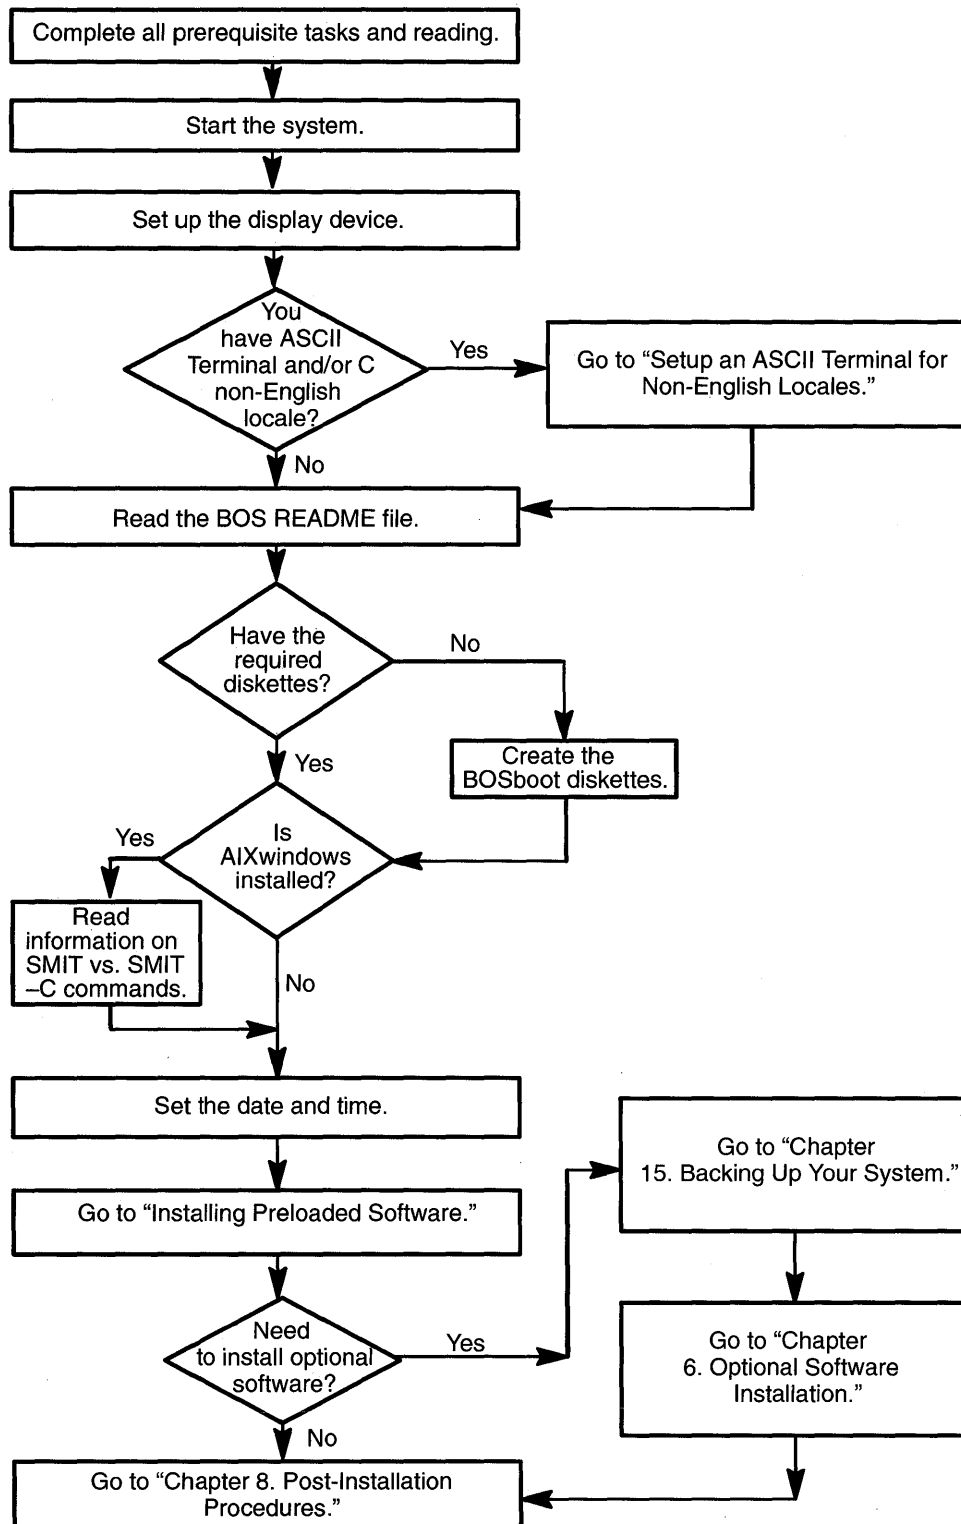 Complete all prerequisite tasks and reading.
Start the system.
Set up the display device.
You
have ASCII
Terminal and/or C
non-English
locale?
Yes
Go to “Setup an ASCII Terminal for
Non-English Locales.”
No
Read the BOS README file.
Have the
required
diskettes?
No
Create the
BOSboot diskettes.
Yes
Is
AIXwindows
installed?
Yes
Read
information on
SMIT vs. SMIT
–C commands.
No
Set the date and time.
Go to “Installing Preloaded Software.”
Need
to install optional
software?
Yes
Go to “Chapter
15. Backing Up Your System.”
Go to “Chapter
6. Optional Software
Installation.”
No
Go to “Chapter 8. Post-Installation
Procedures.”